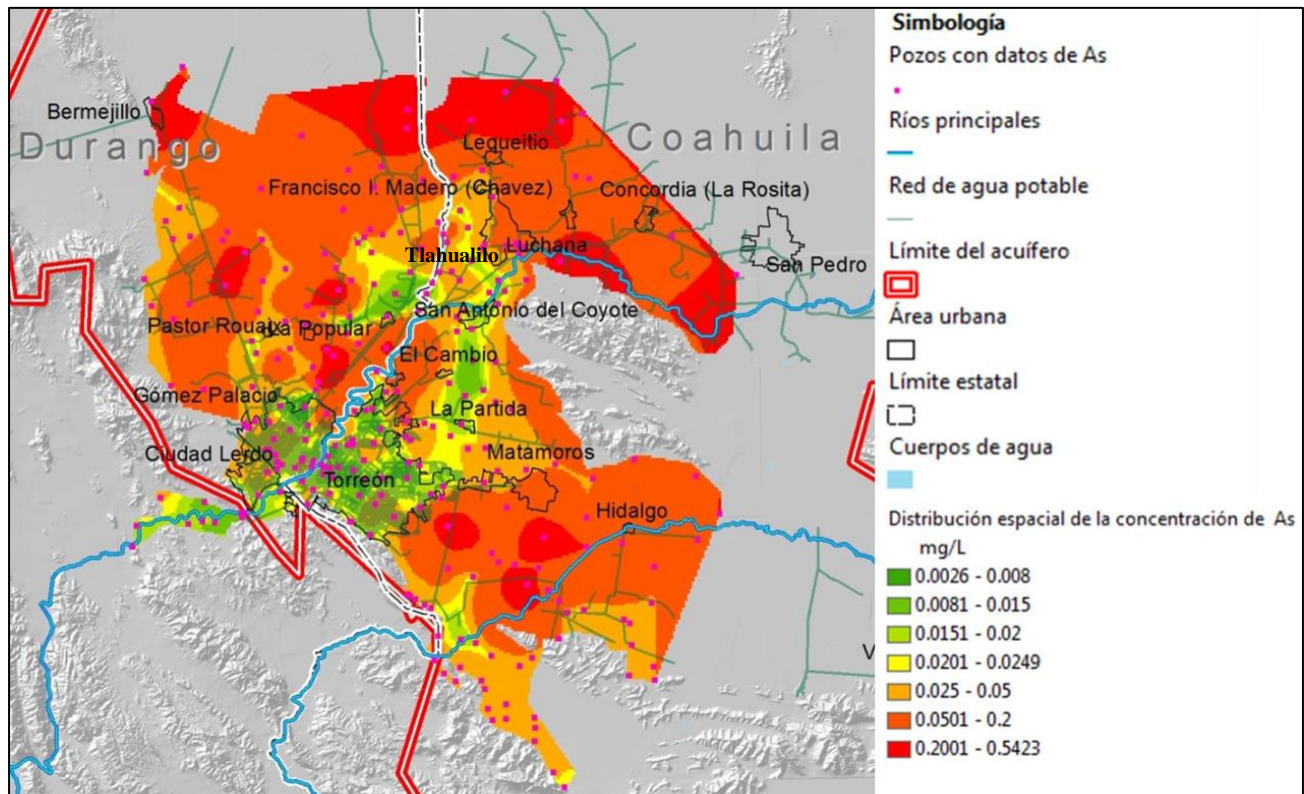 Bermejillo
Durango
Coahuila
Lequeitio
Francisco I. Madero (Chavez)
Concordia (La Rosita)
Tlahualilo
Luchana
San Pedro
San Antonio del Coyote
Pastor Rouaix
La Popular
El Cambio
Gómez Palacio
La Partida
Ciudad Lerdo
Matamoros
Torreón
Hidalgo
V
Simbología
Pozos con datos de As
Ríos principales
Red de agua potable
Límite del acuífero
Área urbana
Límite estatal
Cuerpos de agua
Distribución espacial de la concentración de As
mg/L
0.0026 - 0.008
0.0081 - 0.015
0.0151 - 0.02
0.0201 - 0.0249
0.025 - 0.05
0.0501 - 0.2
0.2001 - 0.5423